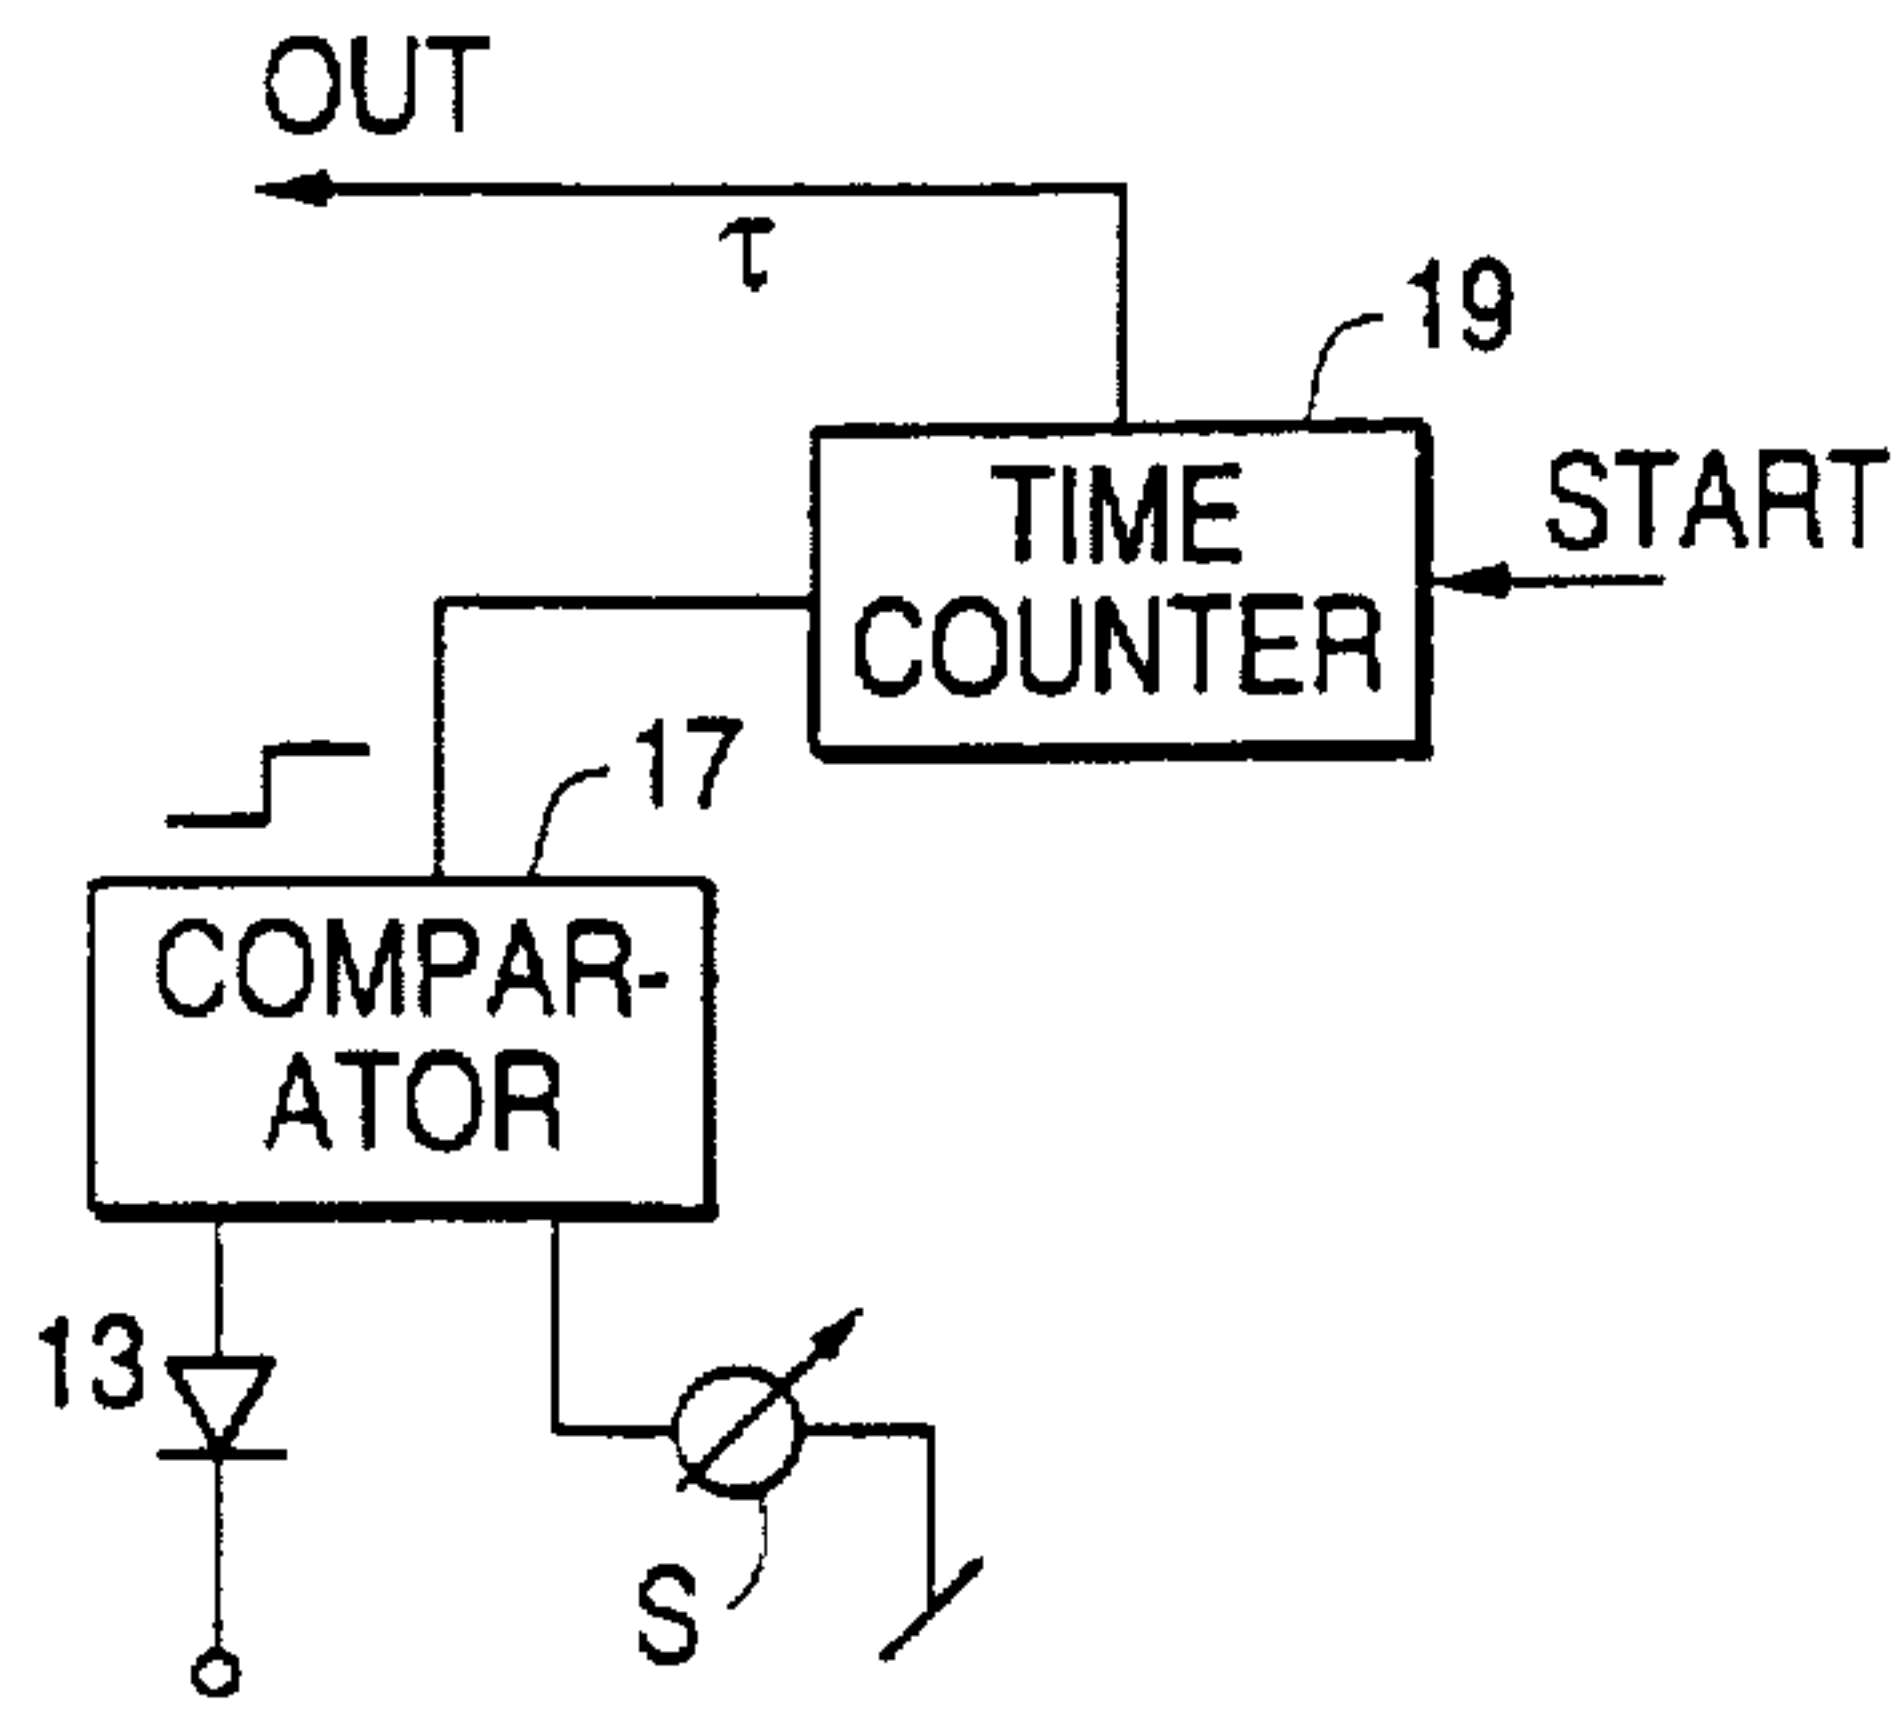 OUT
τ
19
START
TIME
COUNTER
17
COMPAR-
ATOR
13
S